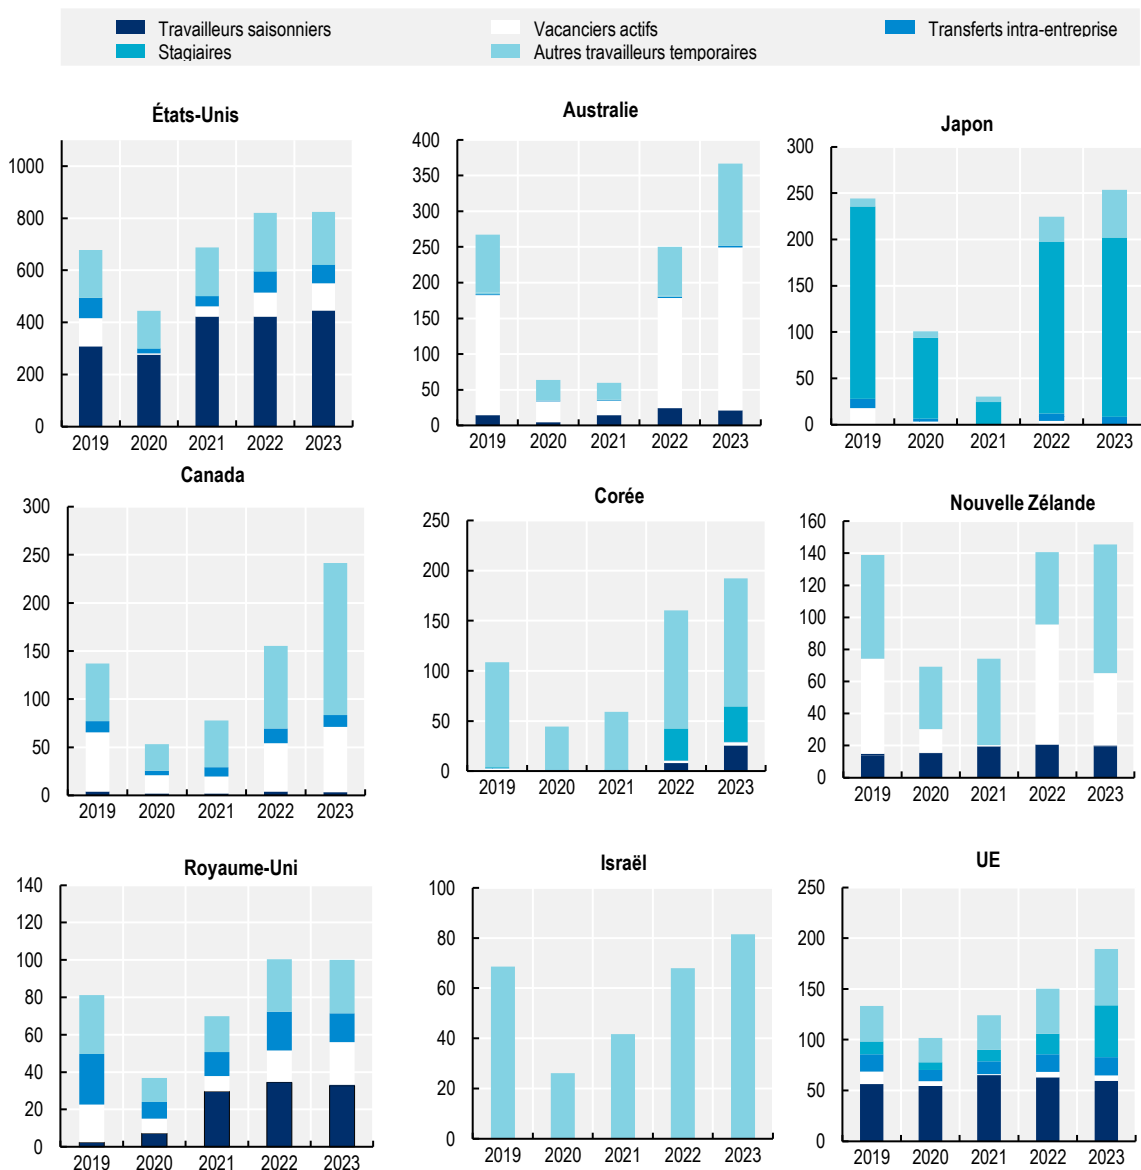 Travailleurs saisonniers
Vacanciers actifs
Transferts intra-entreprise
Stagiaires
Autres travailleurs temporaires
États-Unis
1000
800
600
400
200
0
2019 2020 2021 2022 2023
Australie
400
350
300
250
200
150
100
50
0
2019 2020 2021 2022 2023
Japon
300
250
200
150
100
50
0
2019 2020 2021 2022 2023
Canada
300
250
200
150
100
50
0
2019 2020 2021 2022 2023
Corée
250
200
150
100
50
0
2019 2020 2021 2022 2023
Nouvelle Zélande
160
140
120
100
80
60
40
20
0
2019 2020 2021 2022 2023
Royaume-Uni
140
120
100
80
60
40
20
0
2019 2020 2021 2022 2023
Israël
100
80
60
40
20
0
2019 2020 2021 2022 2023
UE
250
200
150
100
50
0
2019 2020 2021 2022 2023